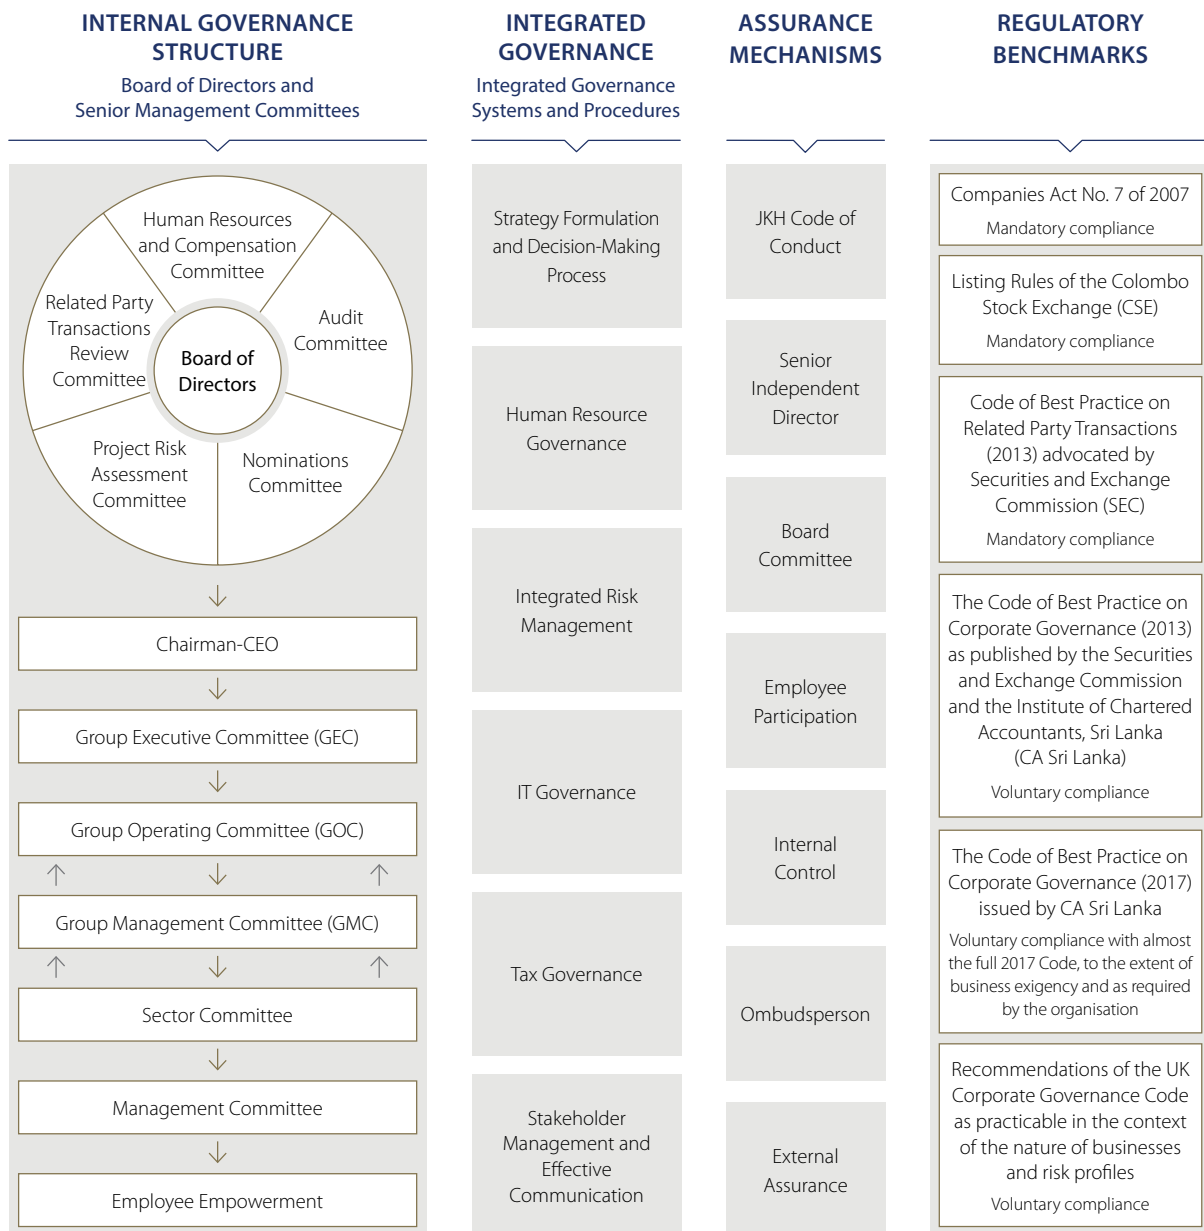 INTERNAL GOVERNANCE
STRUCTURE
Board of Directors and
Senior Management Committees
Human Resources
and Compensation
Committee
Related Party
Transactions
Review
Committee
Audit
Committee
Board of
Directors
Project Risk
Assessment
Committee
Nominations
Committee
Chairman-CEO
Group Executive Committee (GEC)
Group Operating Committee (GOC)
Group Management Committee (GMC)
Sector Committee
Management Committee
Employee Empowerment
INTEGRATED
GOVERNANCE
Integrated Governance
Systems and Procedures
Strategy Formulation
and Decision-Making
Process
Human Resource
Governance
Integrated Risk
Management
IT Governance
Tax Governance
Stakeholder
Management and
Effective
Communication
ASSURANCE
MECHANISMS
JKH Code of
Conduct
Senior
Independent
Director
Board
Committee
Employee
Participation
Internal
Control
Ombudsperson
External
Assurance
REGULATORY
BENCHMARKS
Companies Act No. 7 of 2007
Mandatory compliance
Listing Rules of the Colombo
Stock Exchange (CSE)
Mandatory compliance
Code of Best Practice on
Related Party Transactions
(2013) advocated by
Securities and Exchange
Commission (SEC)
Mandatory compliance
The Code of Best Practice on
Corporate Governance (2013)
as published by the Securities
and Exchange Commission
and the Institute of Chartered
Accountants, Sri Lanka
(CA Sri Lanka)
Voluntary compliance
The Code of Best Practice on
Corporate Governance (2017)
issued by CA Sri Lanka
Voluntary compliance with almost
the full 2017 Code, to the extent of
business exigency and as required
by the organisation
Recommendations of the UK
Corporate Governance Code
as practicable in the context
of the nature of businesses
and risk profiles
Voluntary compliance